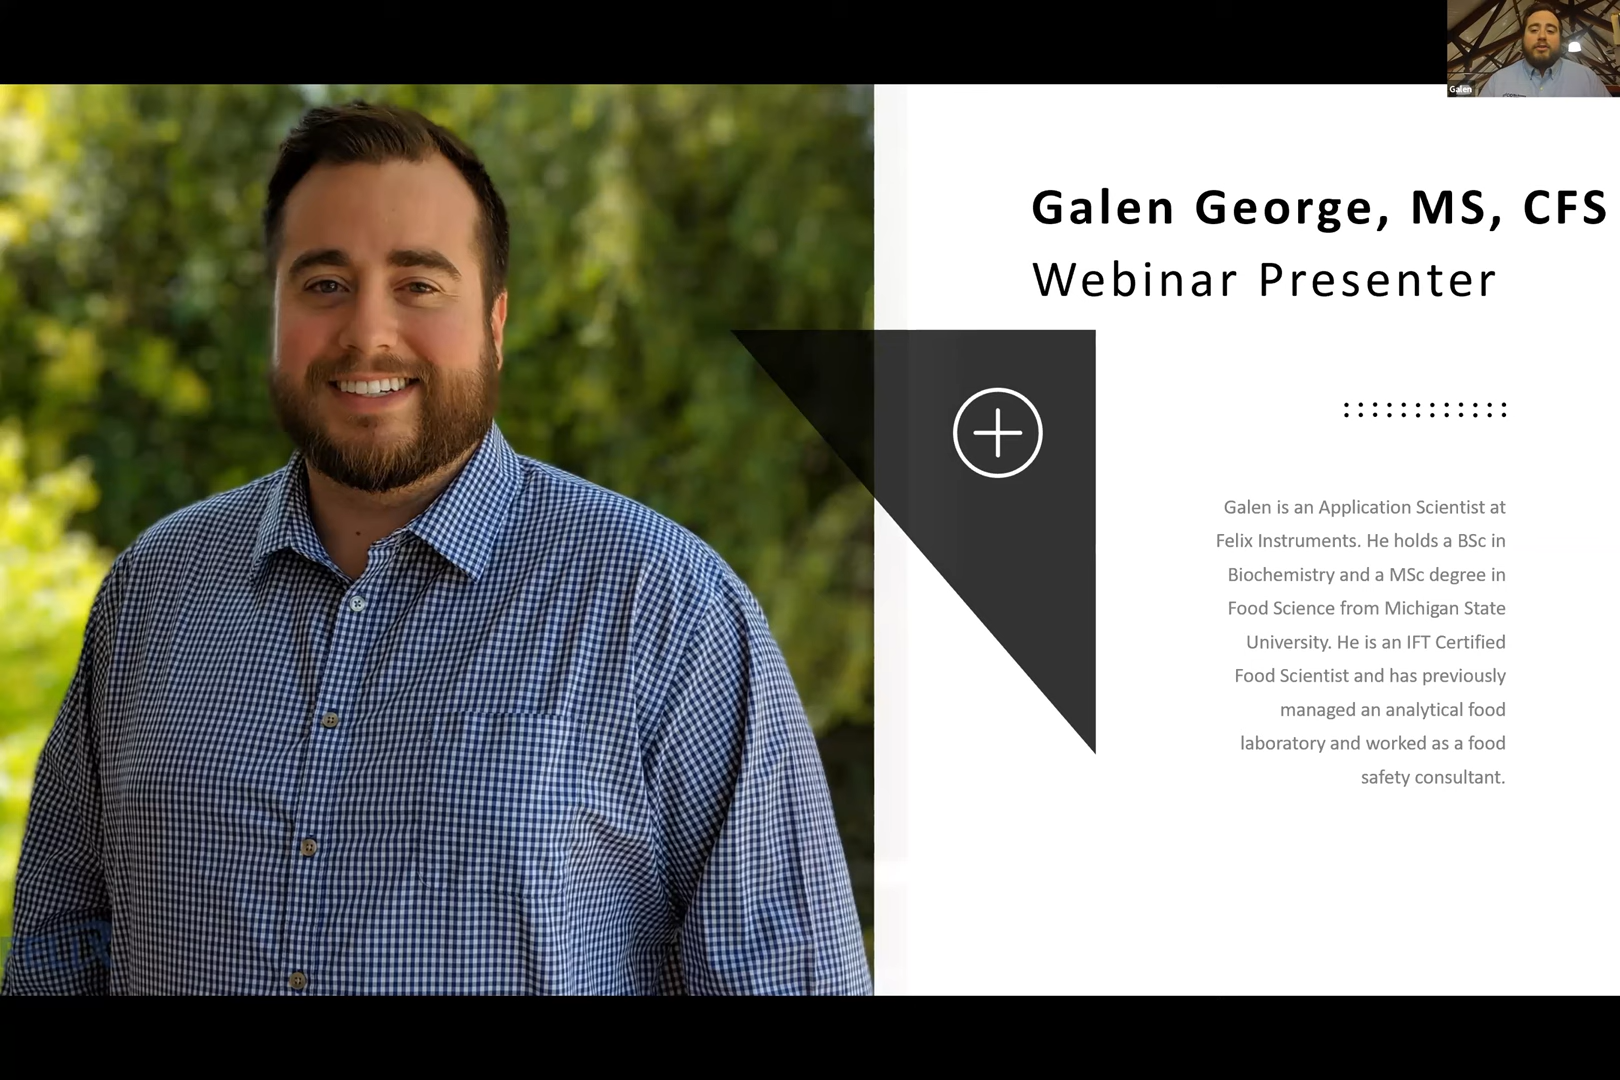 Galen
Galen George, MS, CFS
Webinar Presenter
Galen is an Application Scientist at
Felix Instruments. He holds a BSc in
Biochemistry and a MSc degree in
Food Science from Michigan State
University. He is an IFT Certified
Food Scientist and has previously
managed an analytical food
laboratory and worked as a food
safety consultant.
FELIX